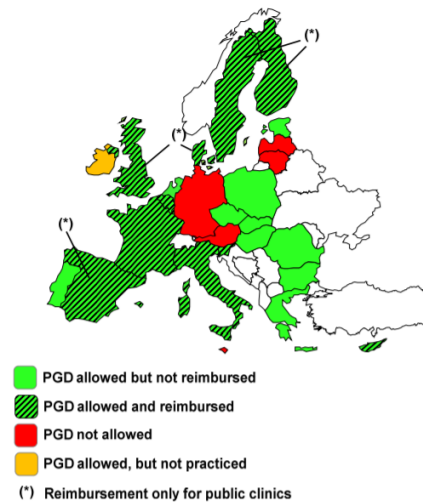 (*)
(*)
(*)
PGD allowed but not reimbursed
PGD allowed and reimbursed
PGD not allowed
PGD allowed, but not practiced
(*) Reimbursement only for public clinics